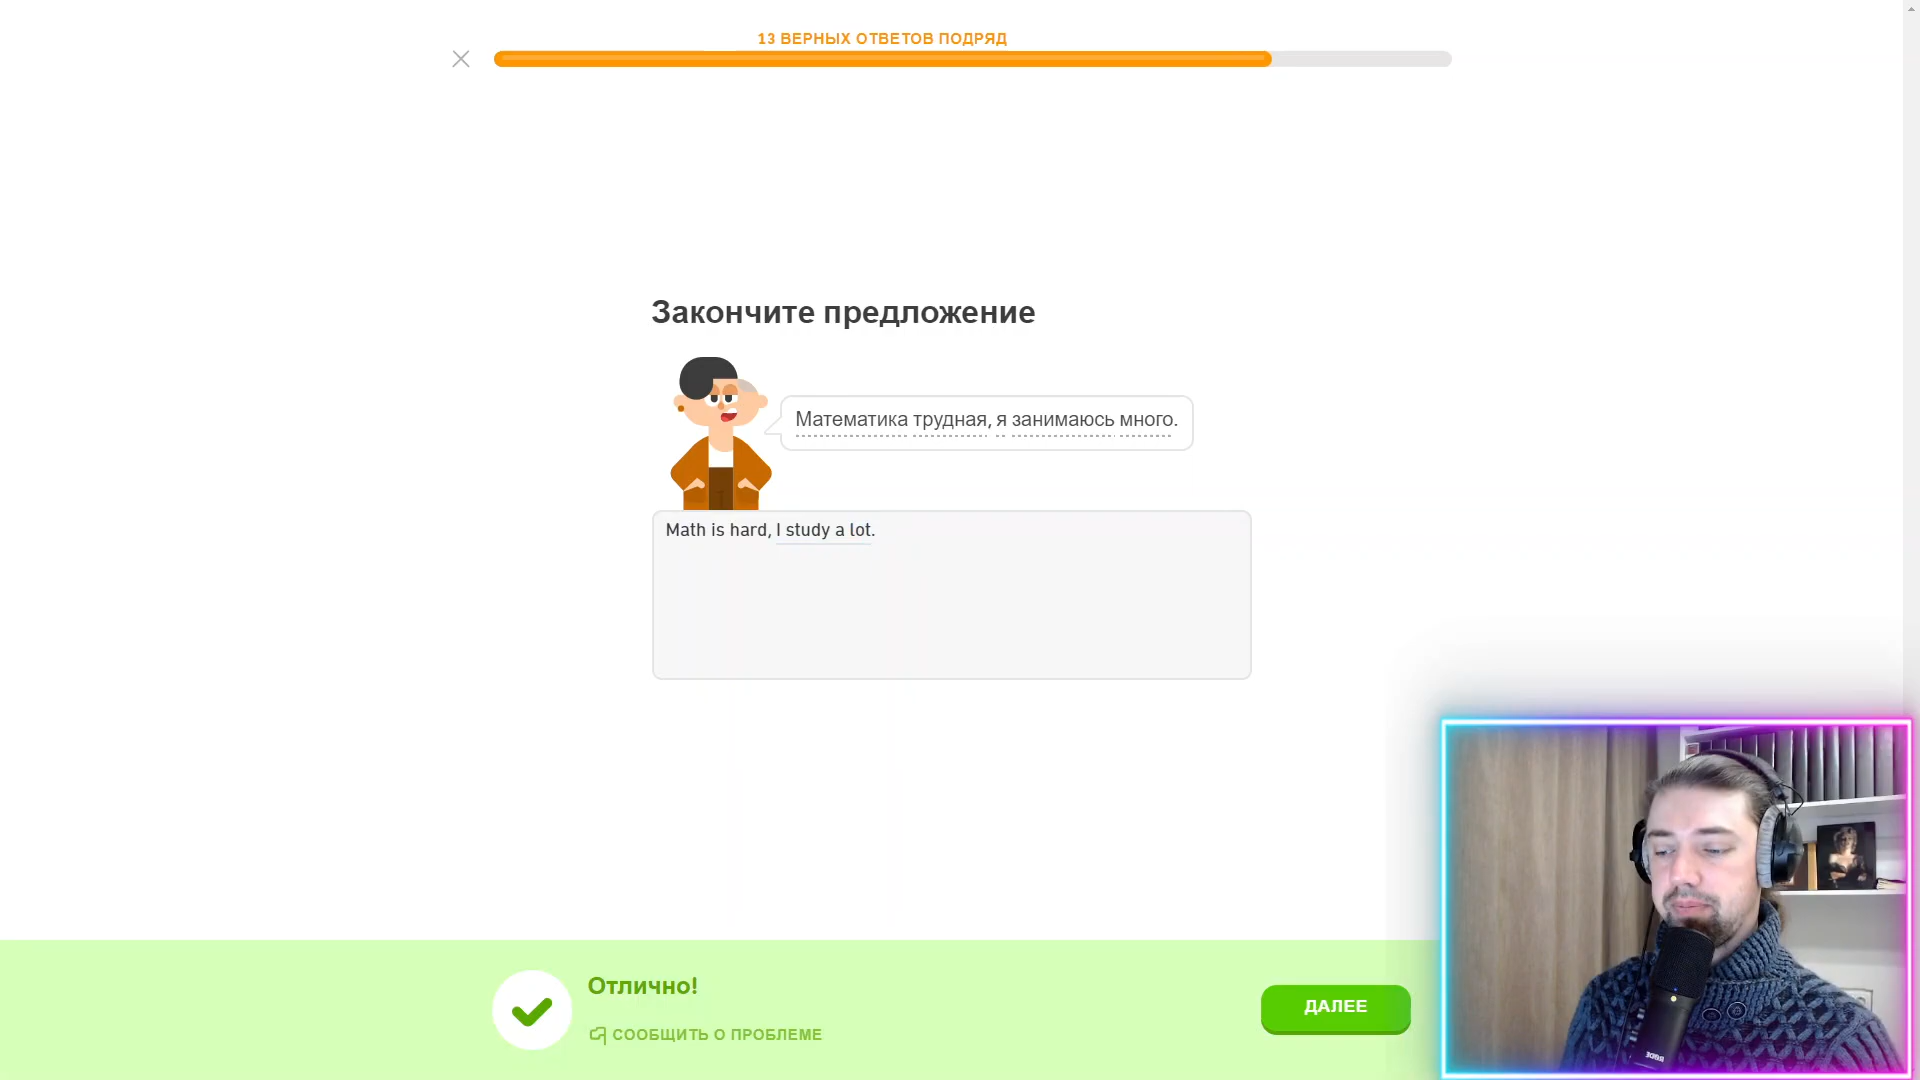 13 ВЕРНЫХ ОТВЕТОВ ПОДРЯД
Закончите предложение
Математика трудная, я занимаюсь много.
Math is hard, I study a lot.
Отлично!
СООБЩИТЬ О ПРОБЛЕМЕ
ДАЛЕЕ
RODE